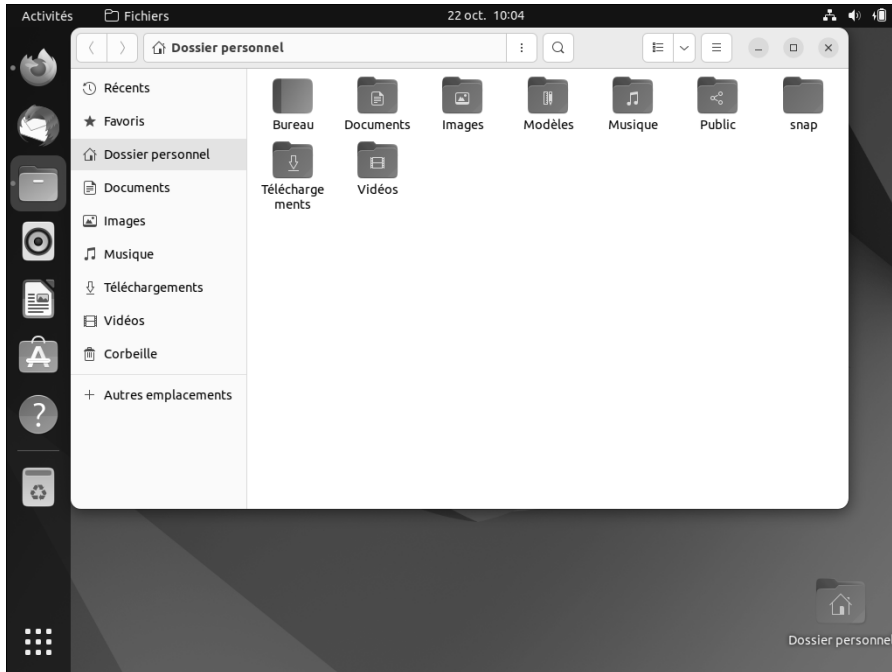 Activités
Fichiers
22 oct. 10:04
Dossier personnel
Récents
Favoris
Dossier personnel
Documents
Images
Musique
Téléchargements
Vidéos
Corbeille
+ Autres emplacements
Bureau
Documents
Images
Modèles
Musique
Public
snap
Télécharge
ments
Vidéos
Dossier personnel